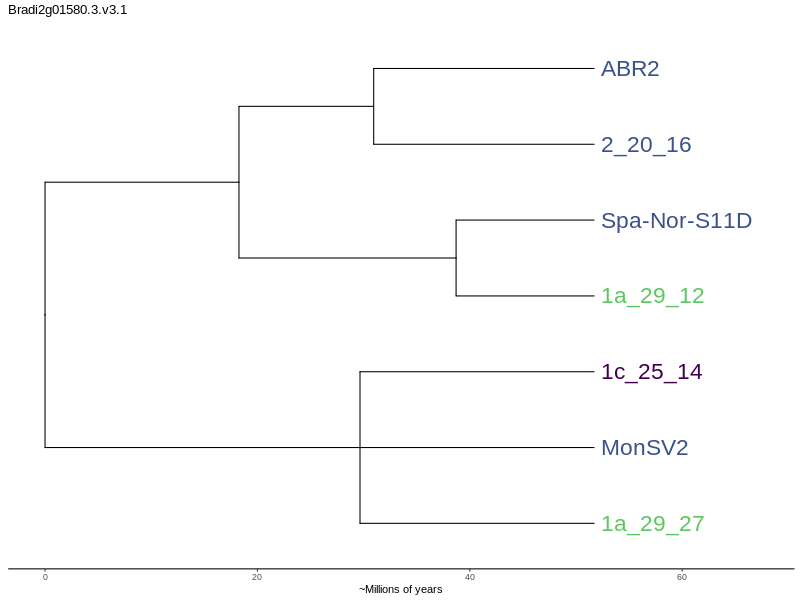 Bradi2g01580.3.v3.1
ABR2
2_20_16
Spa-Nor-S11D
1a_29_12
1c_25_14
MonSV2
1a_29_27
0 20 40 60
~Millions of years